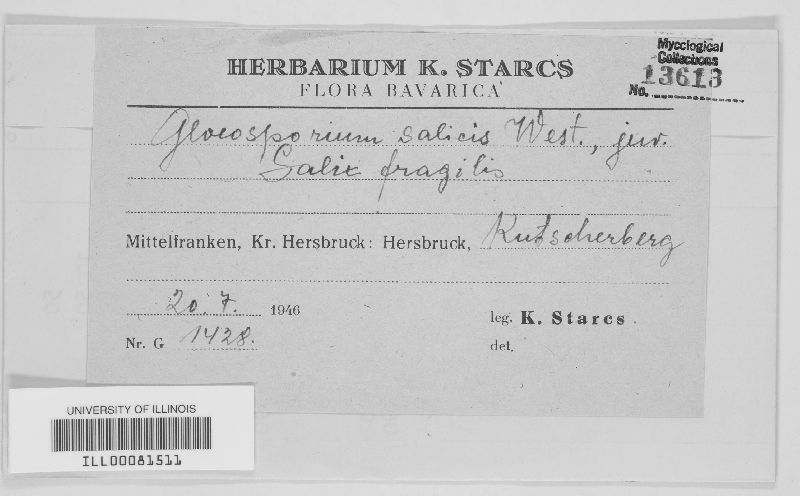 HERBARIUM K. STARCS
FLORA BAVARICA
Mycological
Collections
13613
No.
Gloeosporium salicis West., juv.
Salix fragilis
Mittelfranken, Kr. Hersbruck: Hersbruck, Kutscherberg
20. 7. 1946
leg. K. Starcs.
Nr. G 1428.
det.
UNIVERSITY OF ILLINOIS
ILL00081511